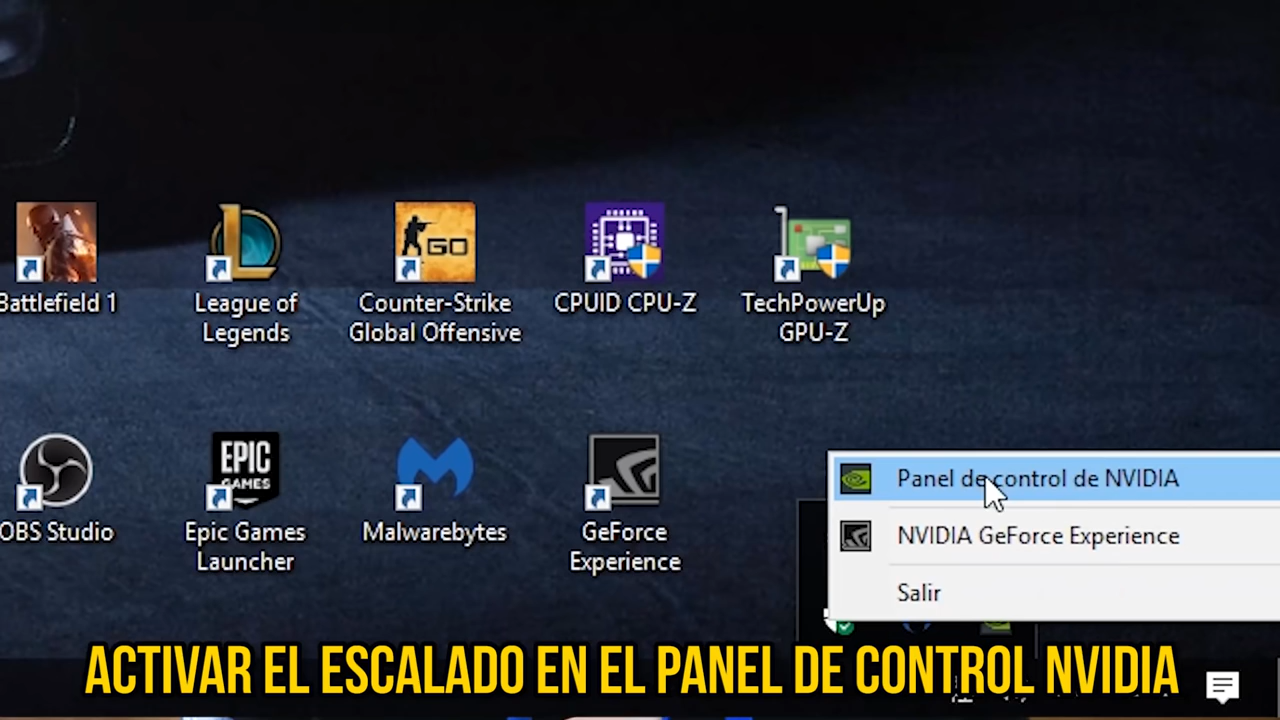 GO
Battlefield 1
League of
Legends
Counter-Strike
Global Offensive
CPUID CPU-Z
TechPowerUp
GPU-Z
EPIC
GAMES
OBS Studio
Epic Games
Launcher
Malwarebytes
GeForce
Experience
Panel de control de NVIDIA
NVIDIA GeForce Experience
Salir
ACTIVAR EL ESCALADO EN EL PANEL DE CONTROL NVIDIA